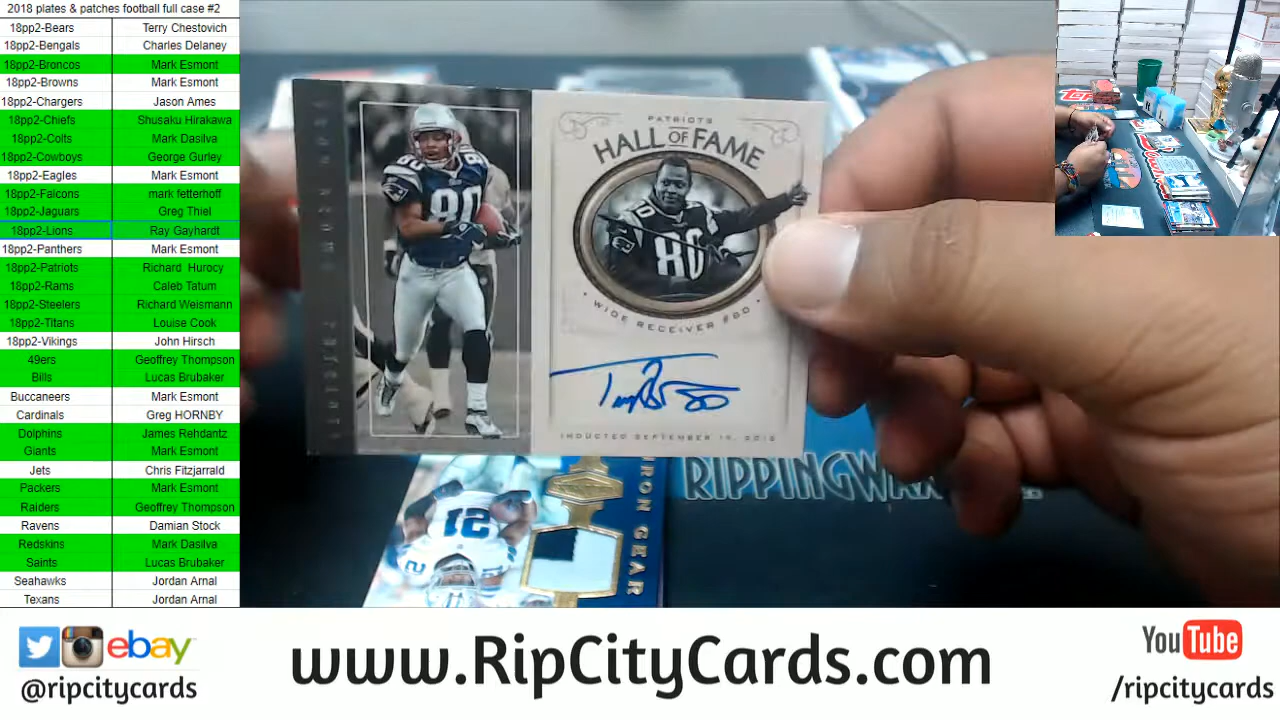 2018 plates & patches football full case #2
18pp2-Bears Terry Chestovich
18pp2-Bengals Charles Delaney
18pp2-Broncos Mark Esmont
18pp2-Browns Mark Esmont
18pp2-Chargers Jason Ames
18pp2-Chiefs Shusaku Hirakawa
18pp2-Colts Mark Dasilva
18pp2-Cowboys George Gurley
18pp2-Eagles Mark Esmont
18pp2-Falcons mark fetterhoff
18pp2-Jaguars Greg Thiel
18pp2-Lions Ray Gayhardt
18pp2-Panthers Mark Esmont
18pp2-Patriots Richard Hurocy
18pp2-Rams Caleb Tatum
18pp2-Steelers Richard Weismann
18pp2-Titans Louise Cook
18pp2-Vikings John Hirsch
49ers Geoffrey Thompson
Bills Lucas Brubaker
Buccaneers Mark Esmont
Cardinals Greg HORNBY
Dolphins James Rehdantz
Giants Mark Esmont
Jets Chris Fitzjarrald
Packers Mark Esmont
Raiders Geoffrey Thompson
Ravens Damian Stock
Redskins Mark Dasilva
Saints Lucas Brubaker
Seahawks Jordan Arnal
Texans Jordan Arnal
PATRIOTS
HALL OF FAME
WIDE RECEIVER #80
80
80
TROY BROWN
PATRIOTS
12
GEAR
ebay
@ripcitycards
www.RipCityCards.com
YouTube
/ripcitycards